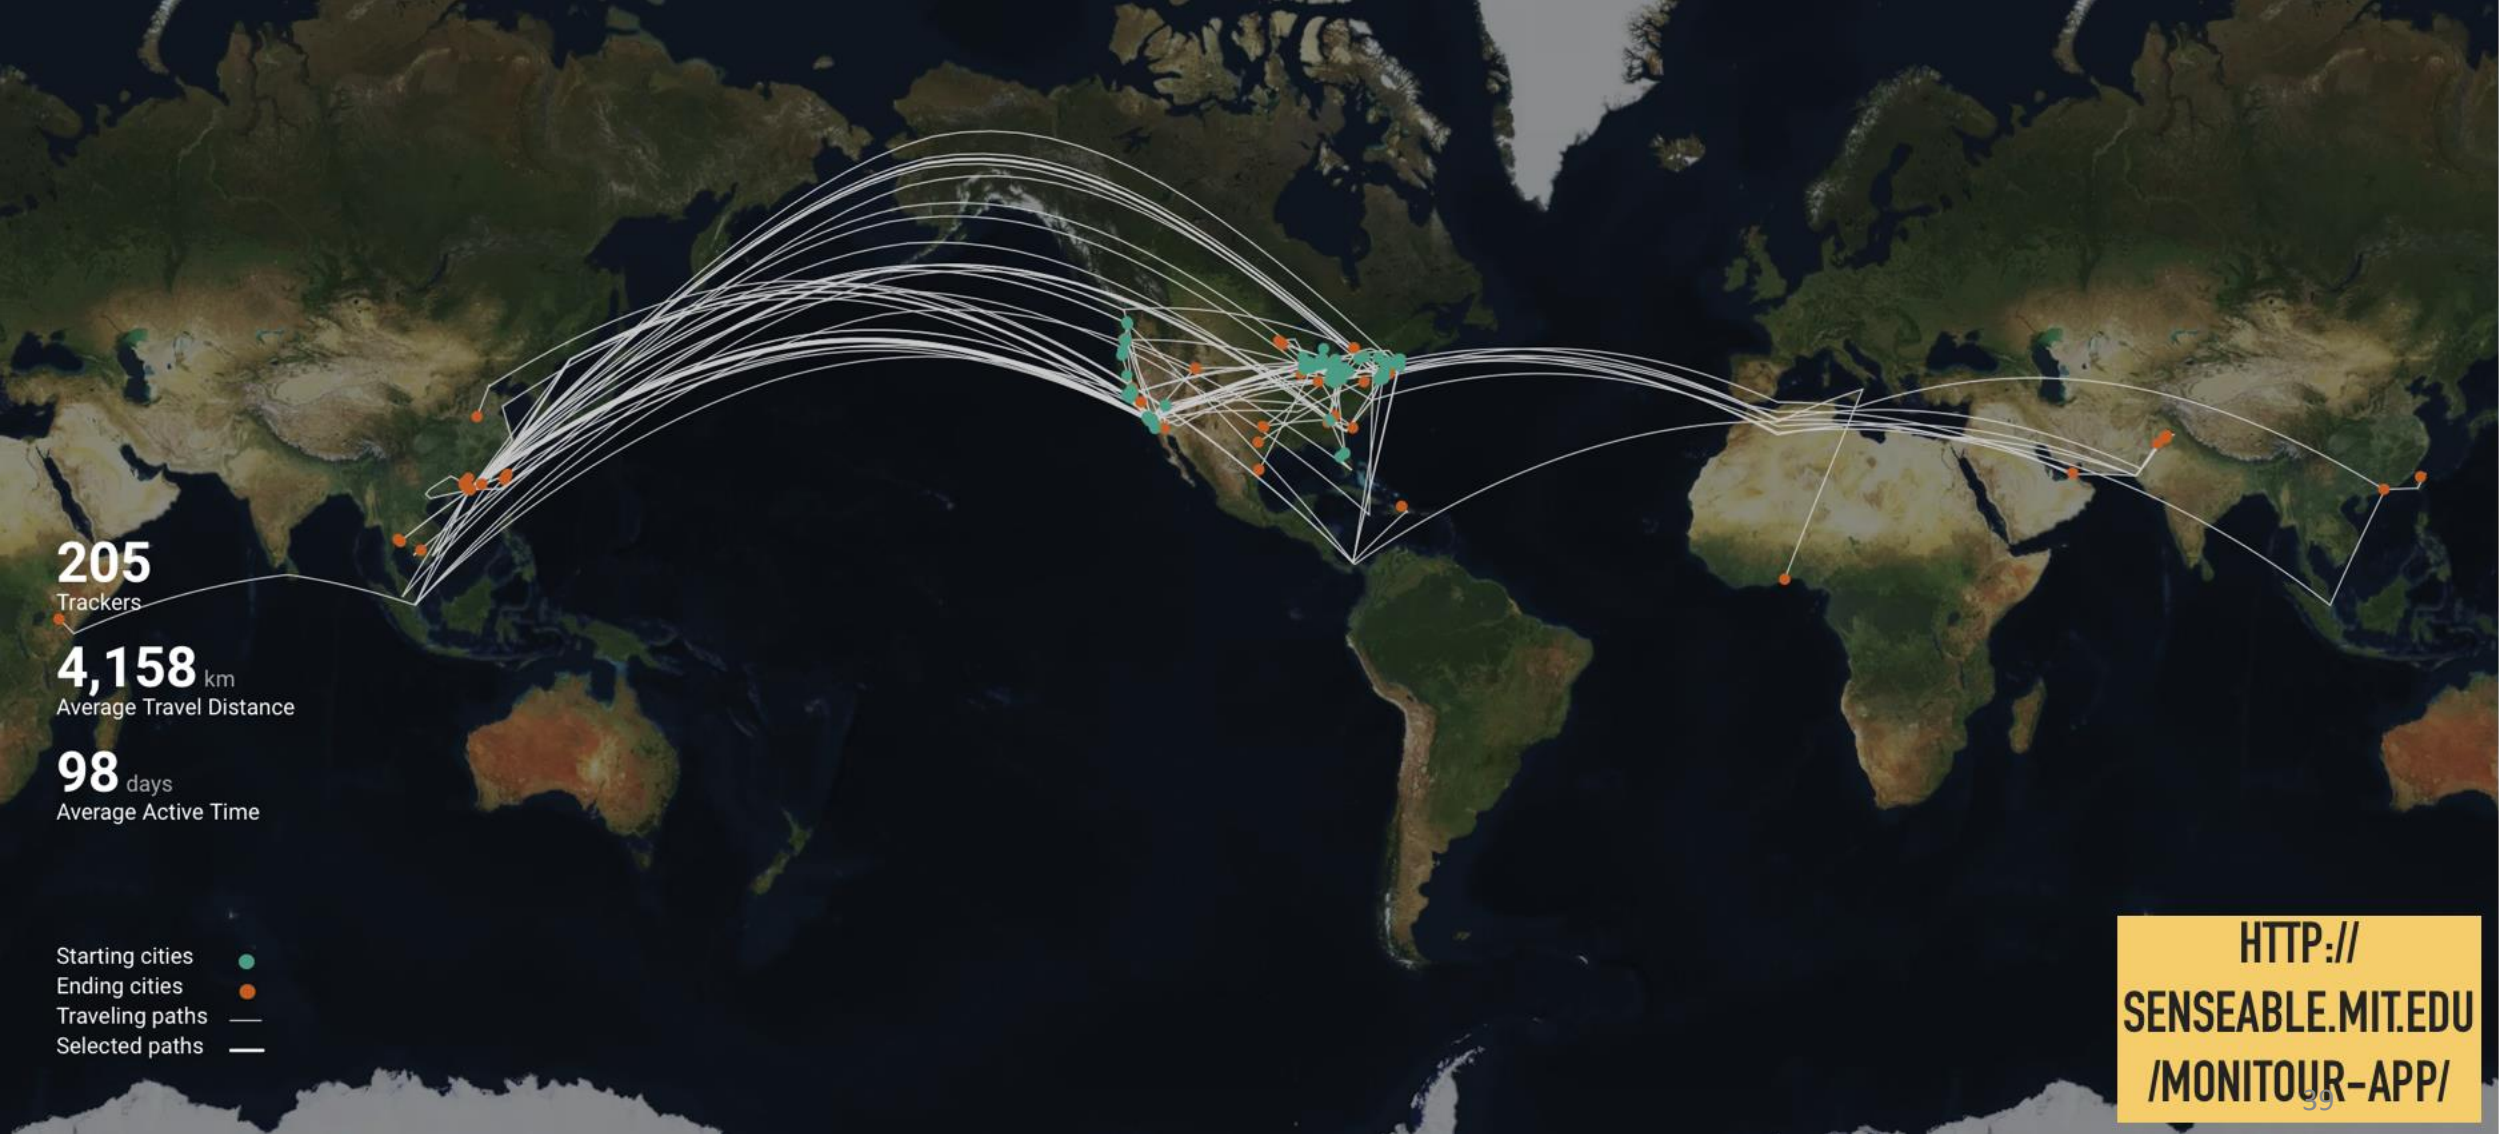 205
Trackers
4,158 km
Average Travel Distance
98 days
Average Active Time
Starting cities
Ending cities
Traveling paths
Selected paths
HTTP://
SENSEABLE.MIT.EDU
/MONITOUR-APP/
39